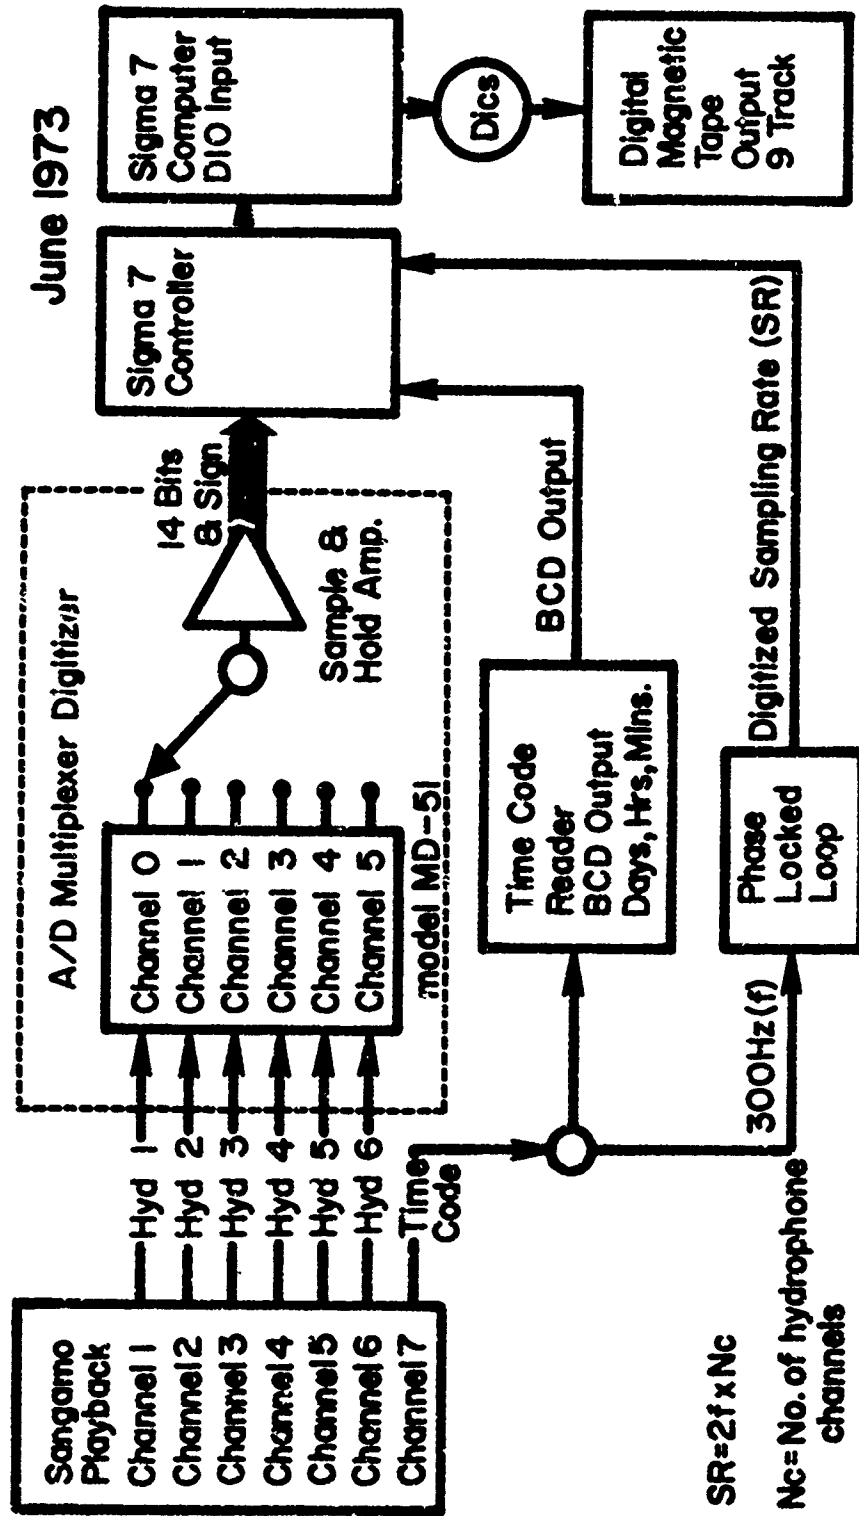 June 1973
Sangamo
Playback
Channel 1
Channel 2
Channel 3
Channel 4
Channel 5
Channel 6
Channel 7
Hyd 1
Hyd 2
Hyd 3
Hyd 4
Hyd 5
Hyd 6
Time
Code
A/D Multiplexer Digitizer
Channel 0
Channel 1
Channel 2
Channel 3
Channel 4
Channel 5
model MD-51
Sample &
Hold Amp.
14 Bits
& Sign
Sigma 7
Controller
Sigma 7
Computer
DIO Input
Dics
Digital
Magnetic
Tape
Output
9 Track
Time Code
Reader
BCD Output
Days, Hrs, Mins.
BCD Output
300Hz(f)
Phase
Locked
Loop
Digitized Sampling Rate (SR)
SR=2fxNc
Nc=No. of hydrophone
channels